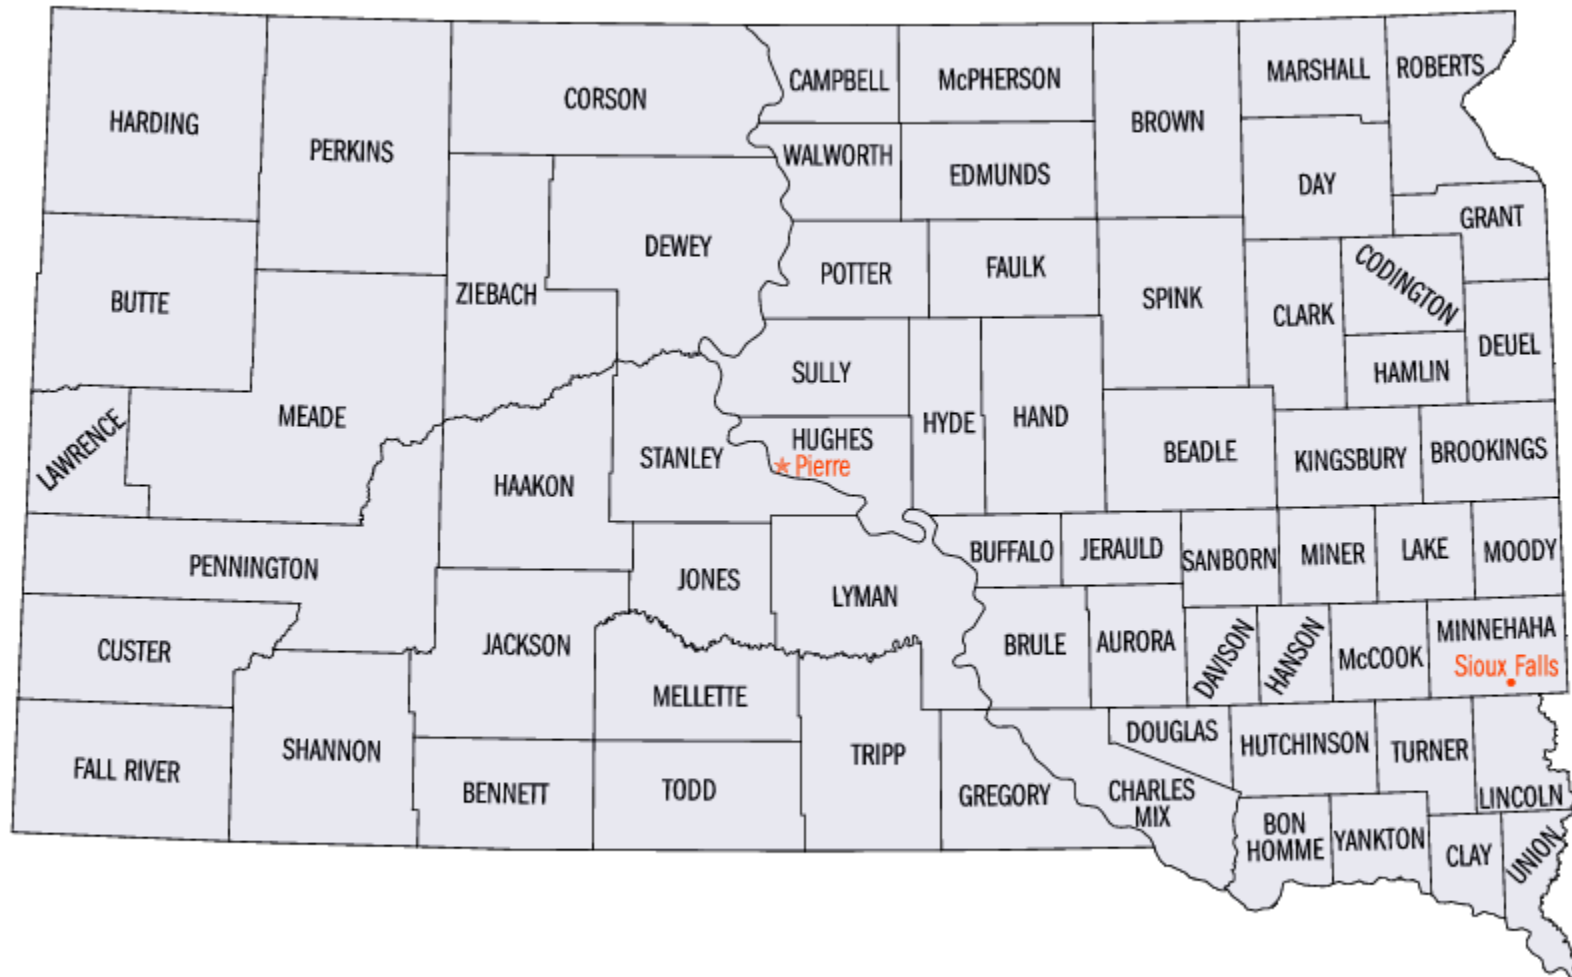 HARDING
PERKINS
CORSON
CAMPBELL
McPHERSON
BROWN
MARSHALL
ROBERTS
WALWORTH
EDMUNDS
DAY
GRANT
BUTTE
ZIEBACH
DEWEY
POTTER
FAULK
SPINK
CLARK
CODINGTON
DEUEL
HAMLIN
LAWRENCE
MEADE
SULLY
HYDE
HAND
BEADLE
KINGSBURY
BROOKINGS
HAAKON
STANLEY
HUGHES
Pierre
PENNINGTON
JONES
LYMAN
BUFFALO
JERAULD
SANBORN
MINER
LAKE
MOODY
CUSTER
JACKSON
BRULE
AURORA
DAVISON
HANSON
McCOOK
MINNEHAHA
Sioux Falls
FALL RIVER
SHANNON
MELLETTE
BENNETT
TODD
TRIPP
GREGORY
DOUGLAS
CHARLES
MIX
HUTCHINSON
TURNER
LINCOLN
BON
HOMME
YANKTON
CLAY
UNION